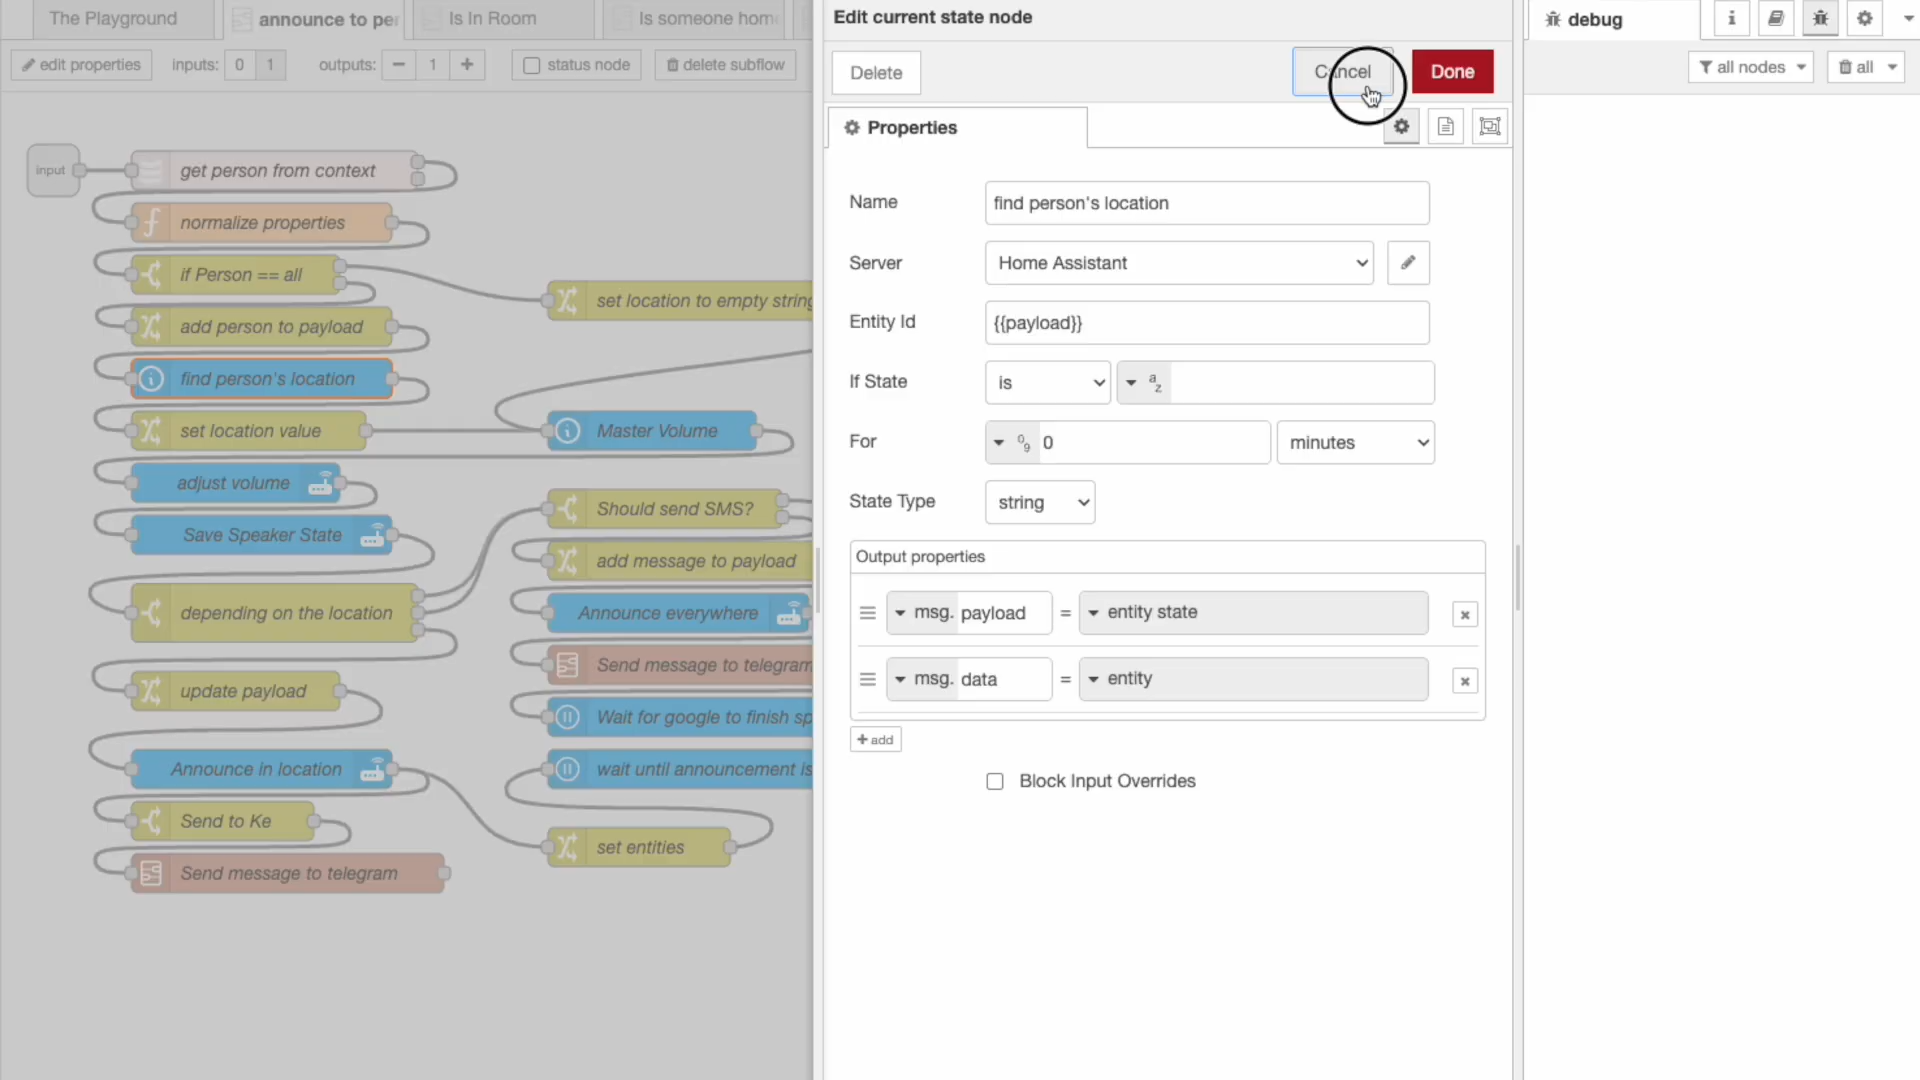 The Playground
announce to per
Is In Room
Is someone hom
edit properties
inputs: 0 1
outputs: − 1 +
status node
delete subflow
input
get person from context
normalize properties
if Person == all
add person to payload
find person's location
set location value
adjust volume
Save Speaker State
depending on the location
update payload
Announce in location
Send to Ke
Send message to telegram
set location to empty string
Master Volume
Should send SMS?
add message to payload
Announce everywhere
Send message to telegram
Wait for google to finish sp
wait until announcement is
set entities
Edit current state node
Delete
Cancel
Done
Properties
Name
find person's location
Server
Home Assistant
Entity Id
{{payload}}
If State
is
a
z
For
0
9
0
minutes
State Type
string
Output properties
msg. payload = entity state
msg. data = entity
+ add
Block Input Overrides
debug
i
all nodes
all